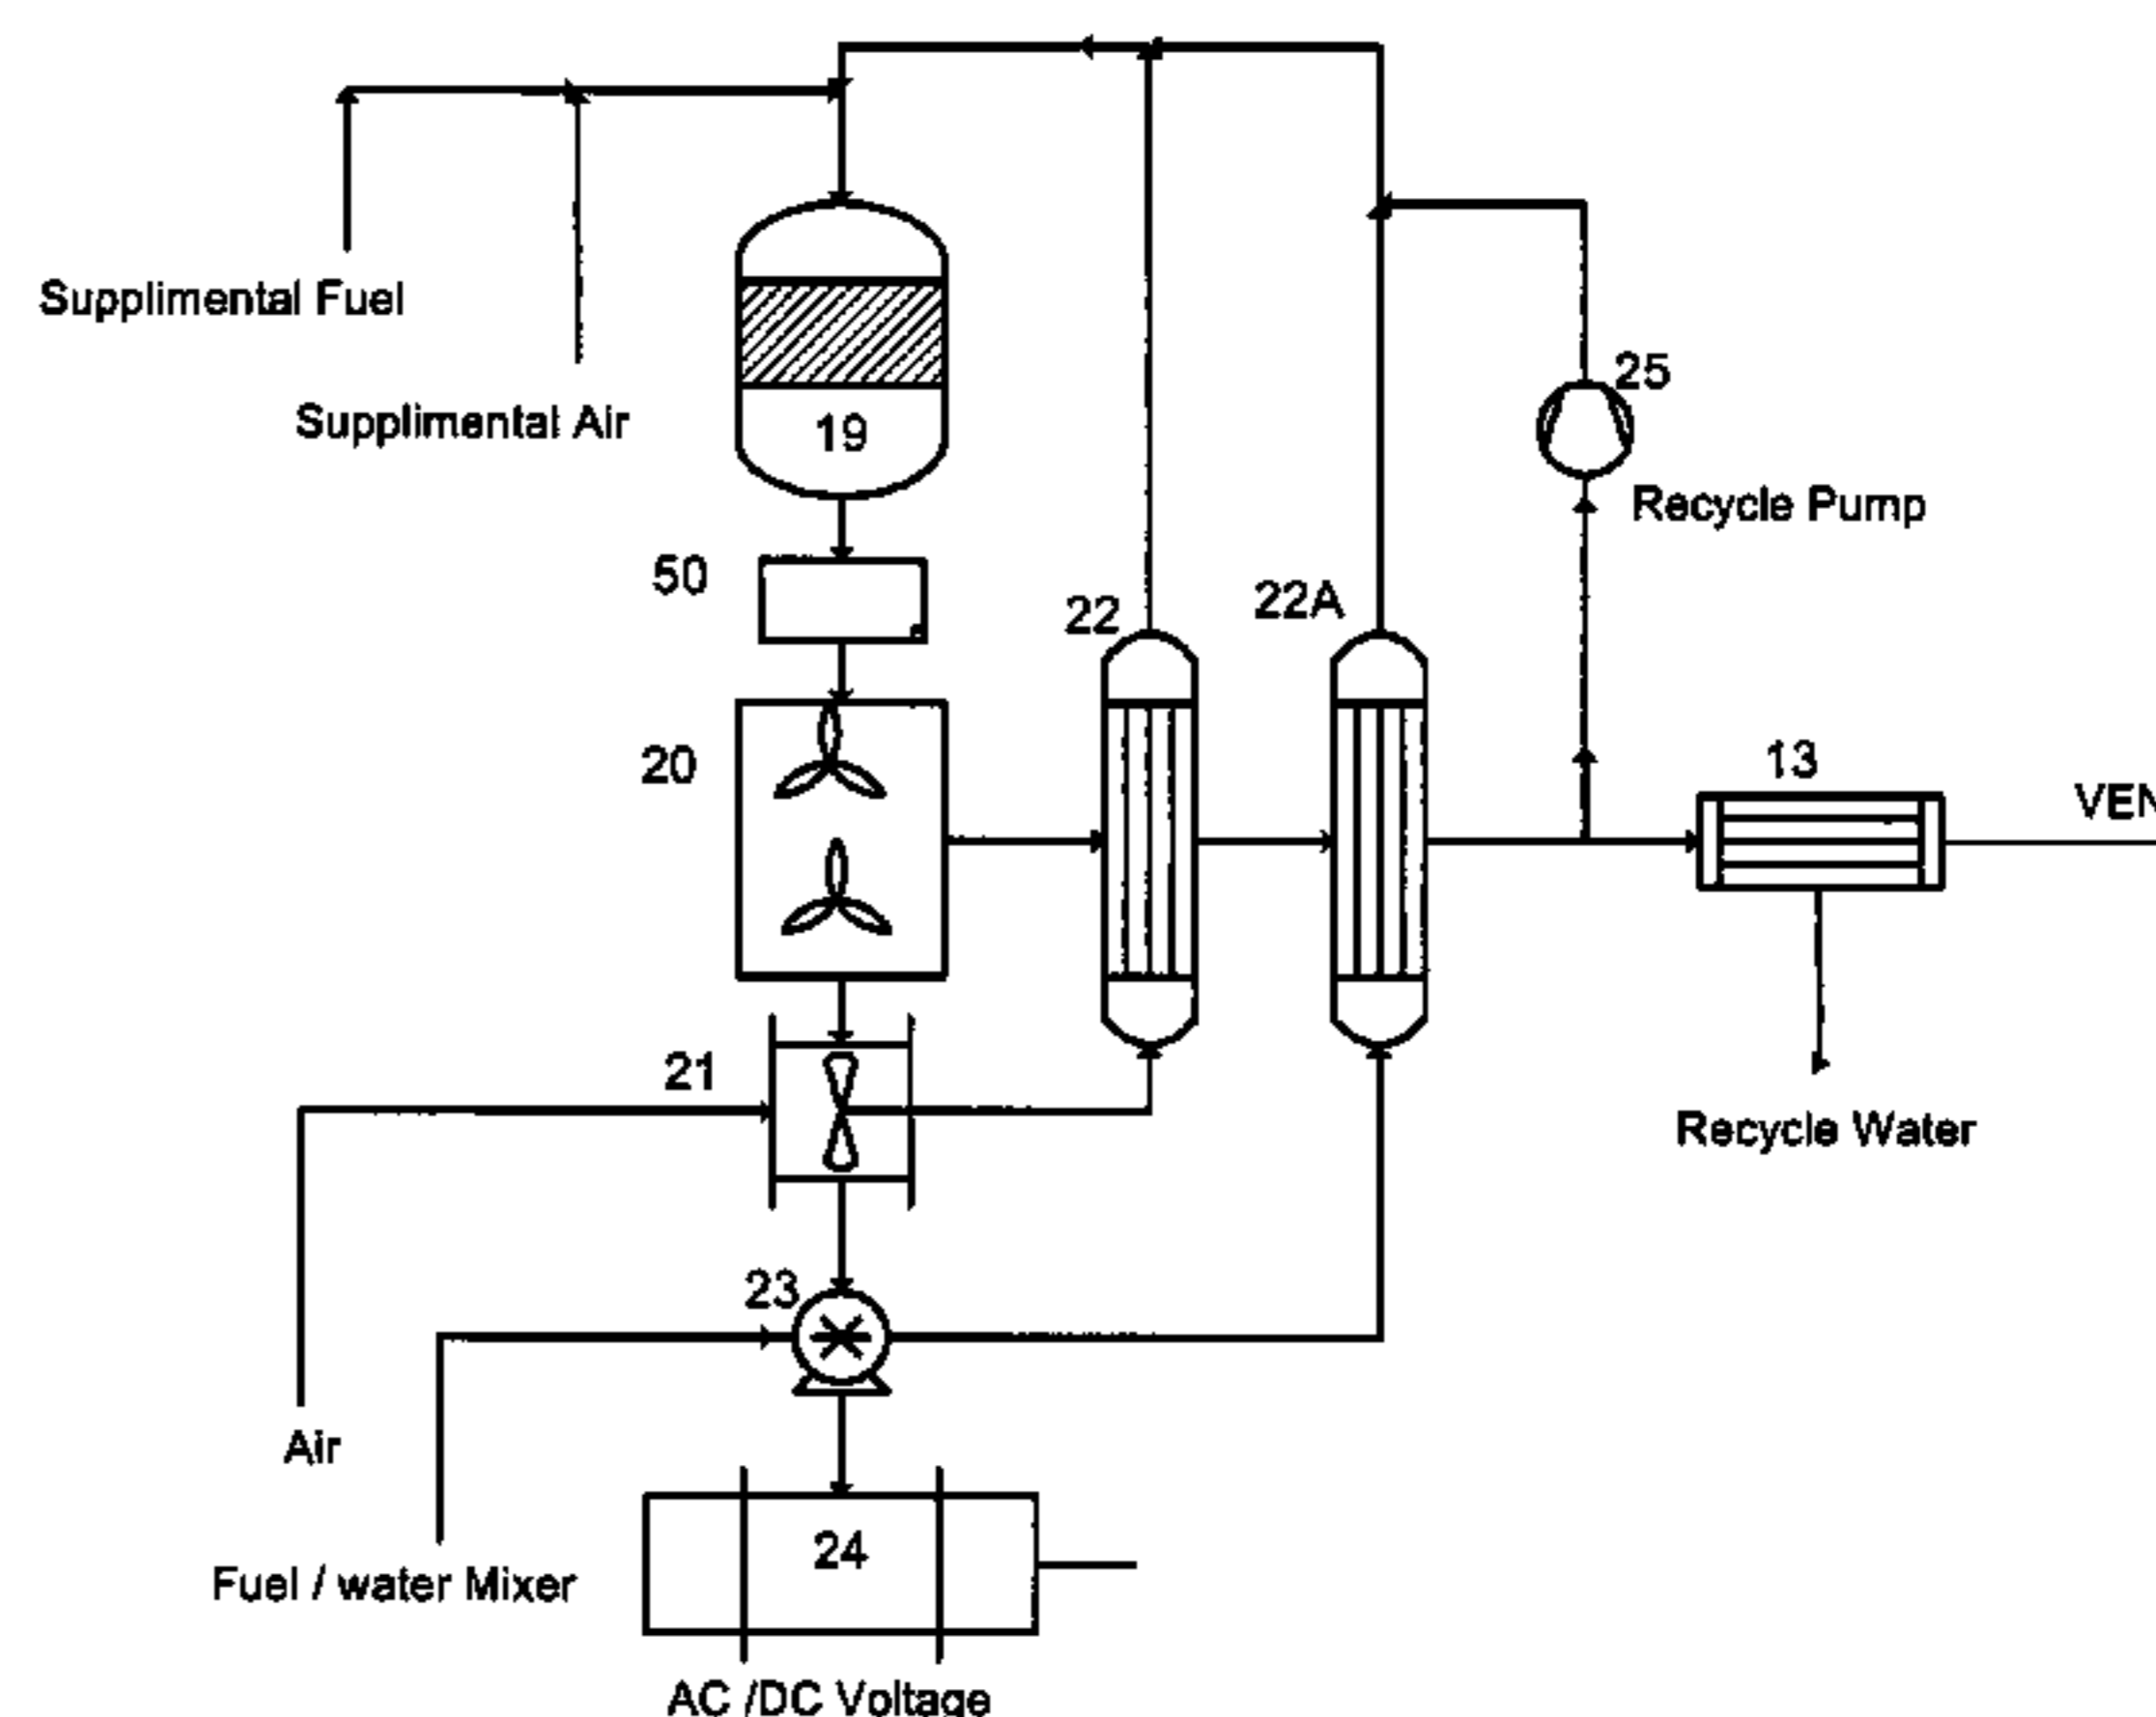 Supplimental Fuel
Supplimental Air
19
25
Recycle Pump
50
22
22A
20
13
VEN
21
Recycle Water
23
Air
24
Fuel / water Mixer
AC /DC Voltage